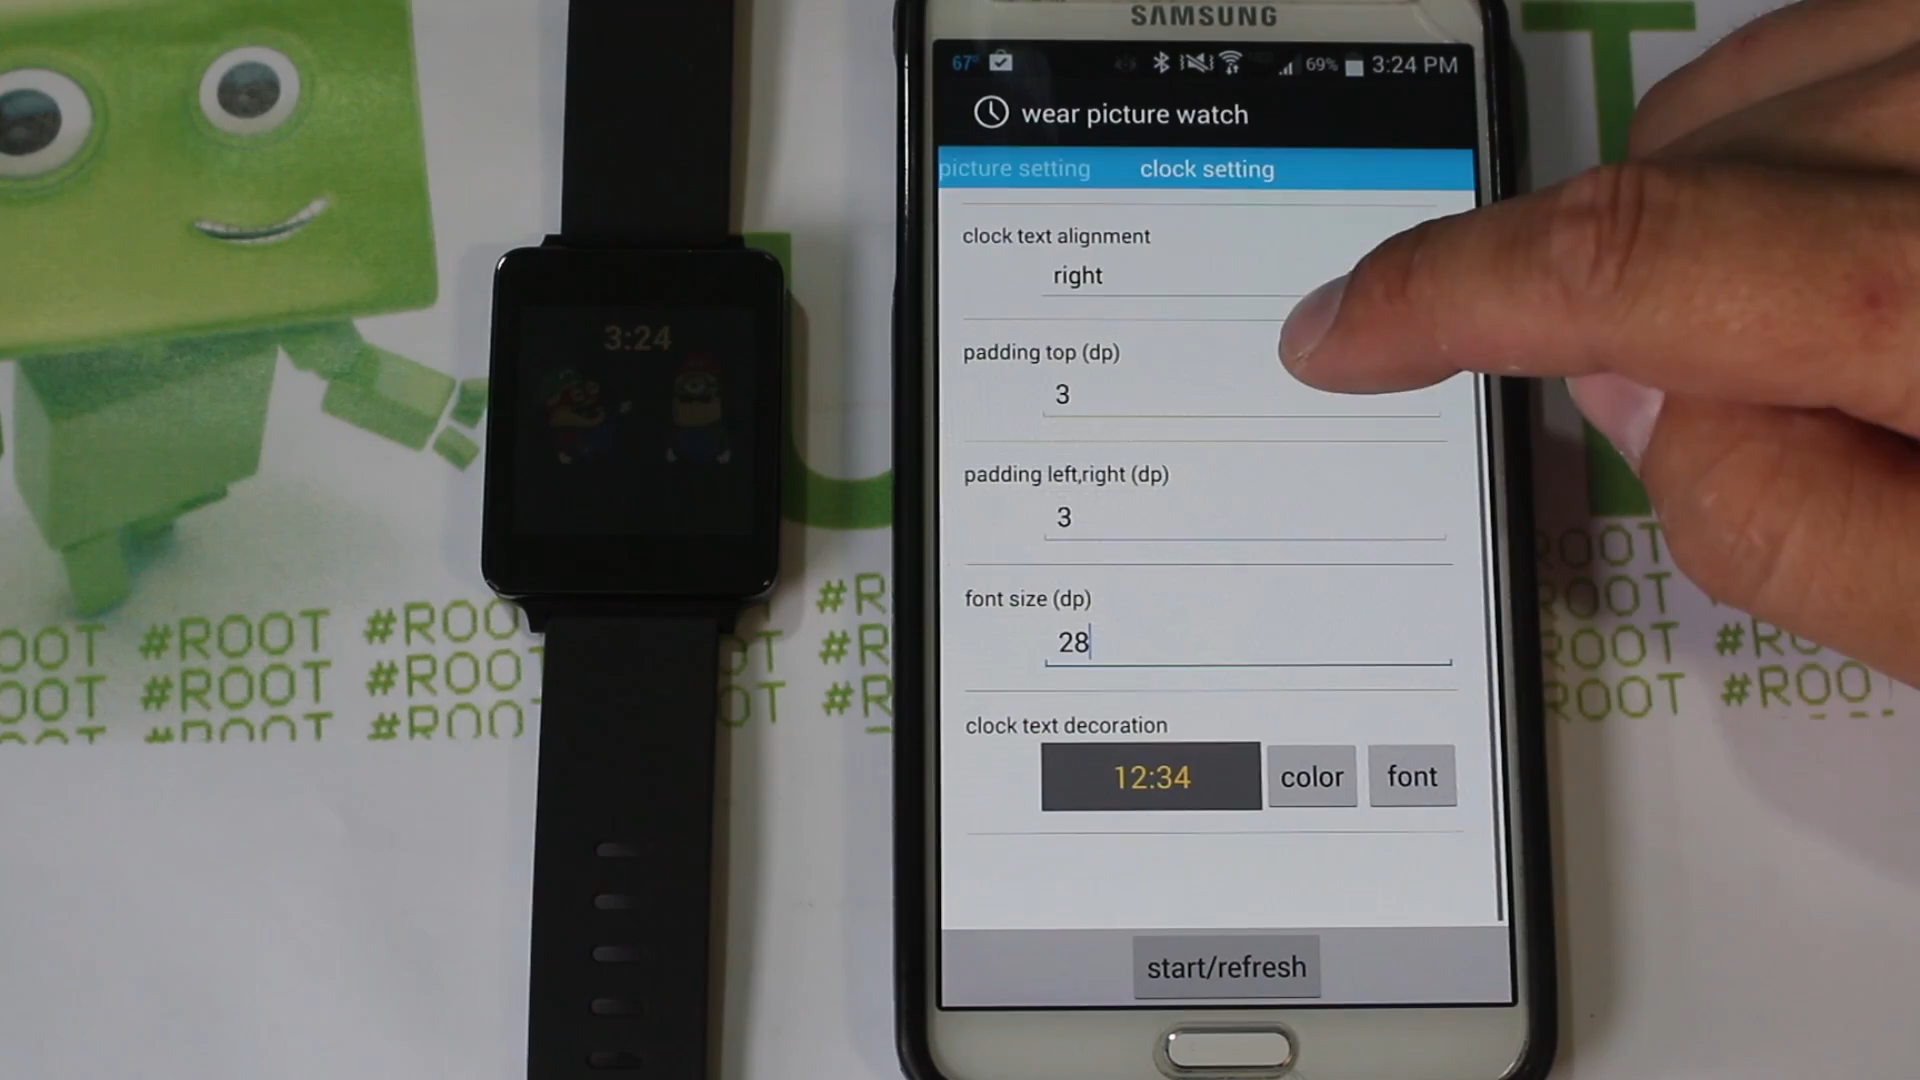 SAMSUNG
67° 69% 3:24 PM
wear picture watch
picture setting clock setting
clock text alignment
right
padding top (dp)
3
padding left,right (dp)
3
font size (dp)
28
clock text decoration
12:34 color font
start/refresh
3:24
#ROOT #ROOT
#ROOT #ROOT
#ROOT